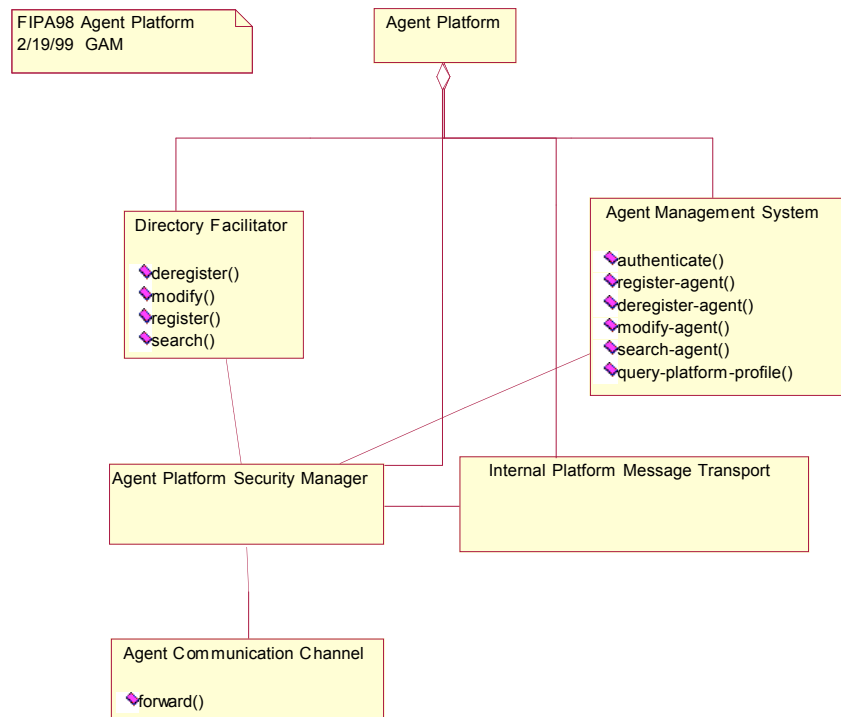 FIPA98 Agent Platform
2/19/99 GAM
Agent Platform
Directory Facilitator
deregister()
modify()
register()
search()
Agent Management System
authenticate()
register-agent()
deregister-agent()
modify-agent()
search-agent()
query-platform-profile()
Agent Platform Security Manager
Internal Platform Message Transport
Agent Communication Channel
forward()